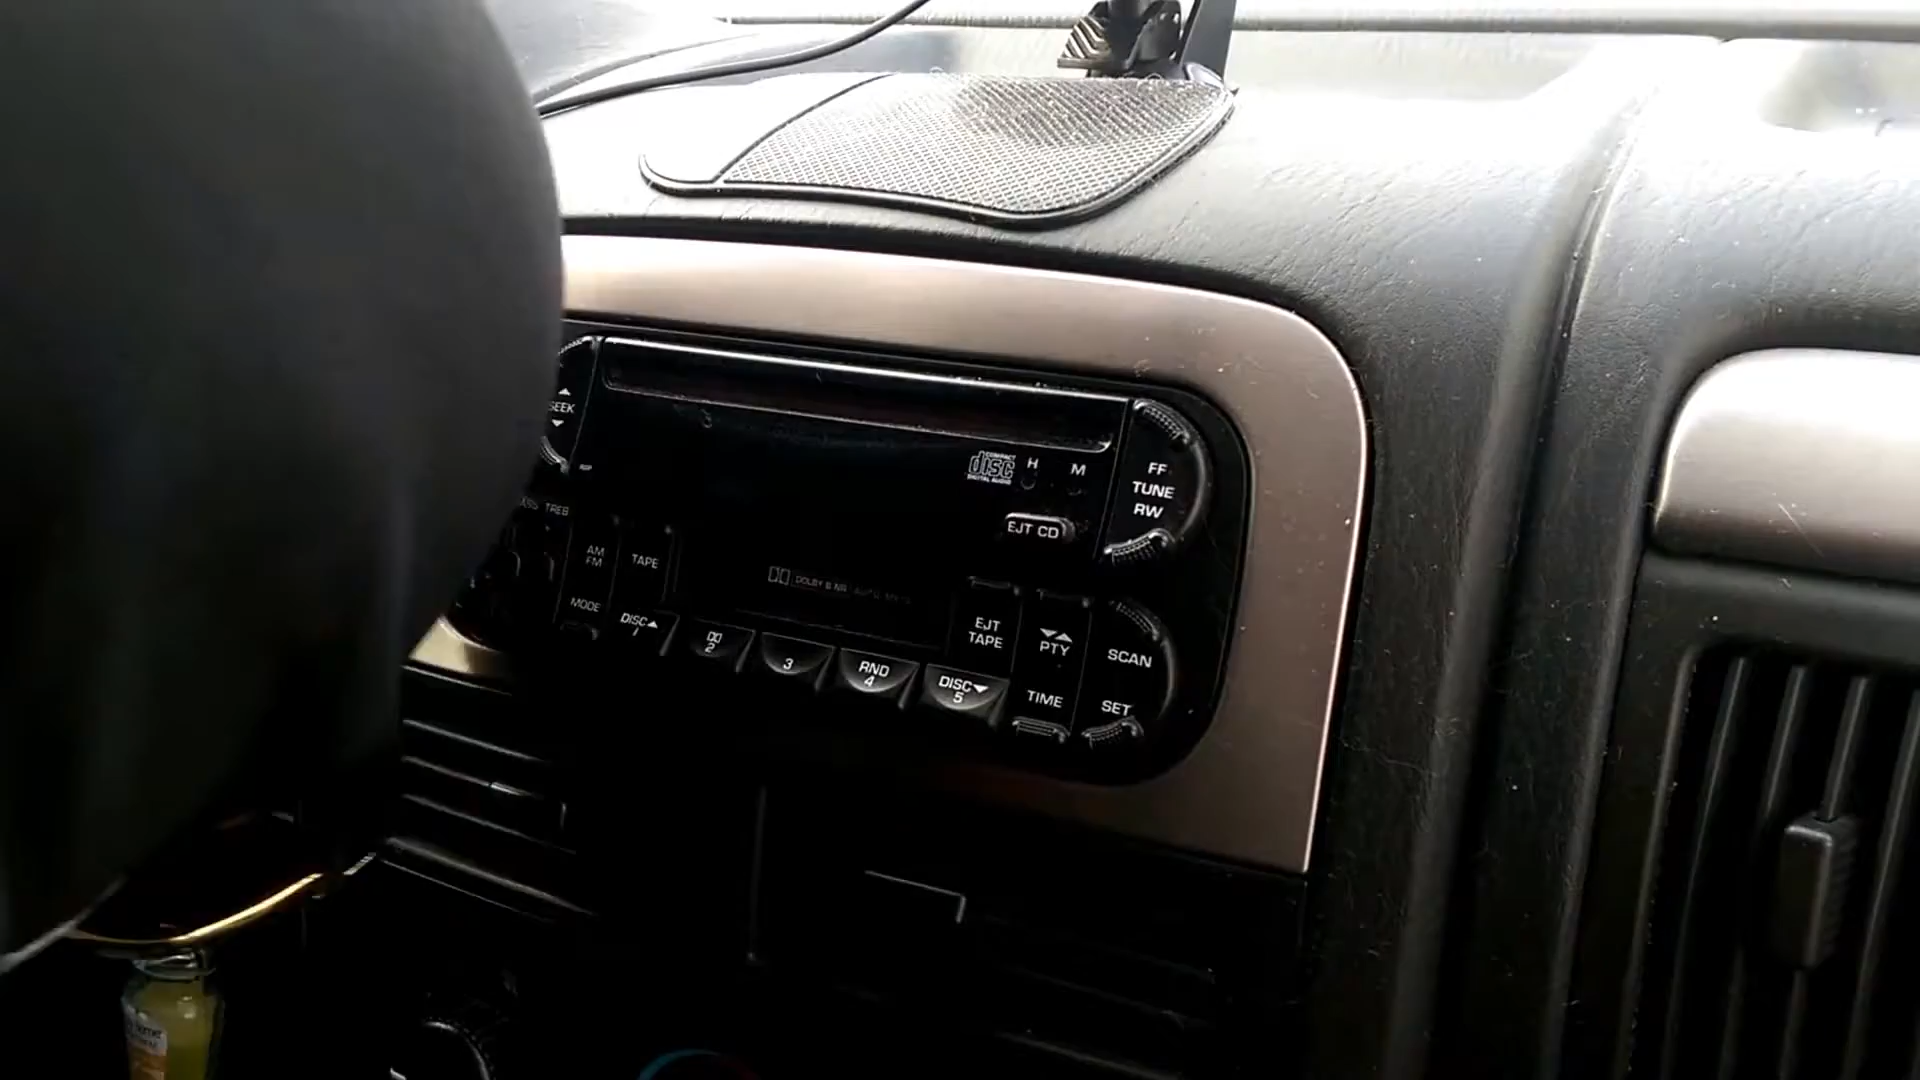 SEEK
COMPACT
disc
DIGITAL AUDIO
H
M
FF
TUNE
RW
EJT CD
TREB
AM
FM
TAPE
MODE
DOLBY B NR
DISC
1
2
3
RND
4
DISC
5
EJT
TAPE
PTY
TIME
SCAN
SET